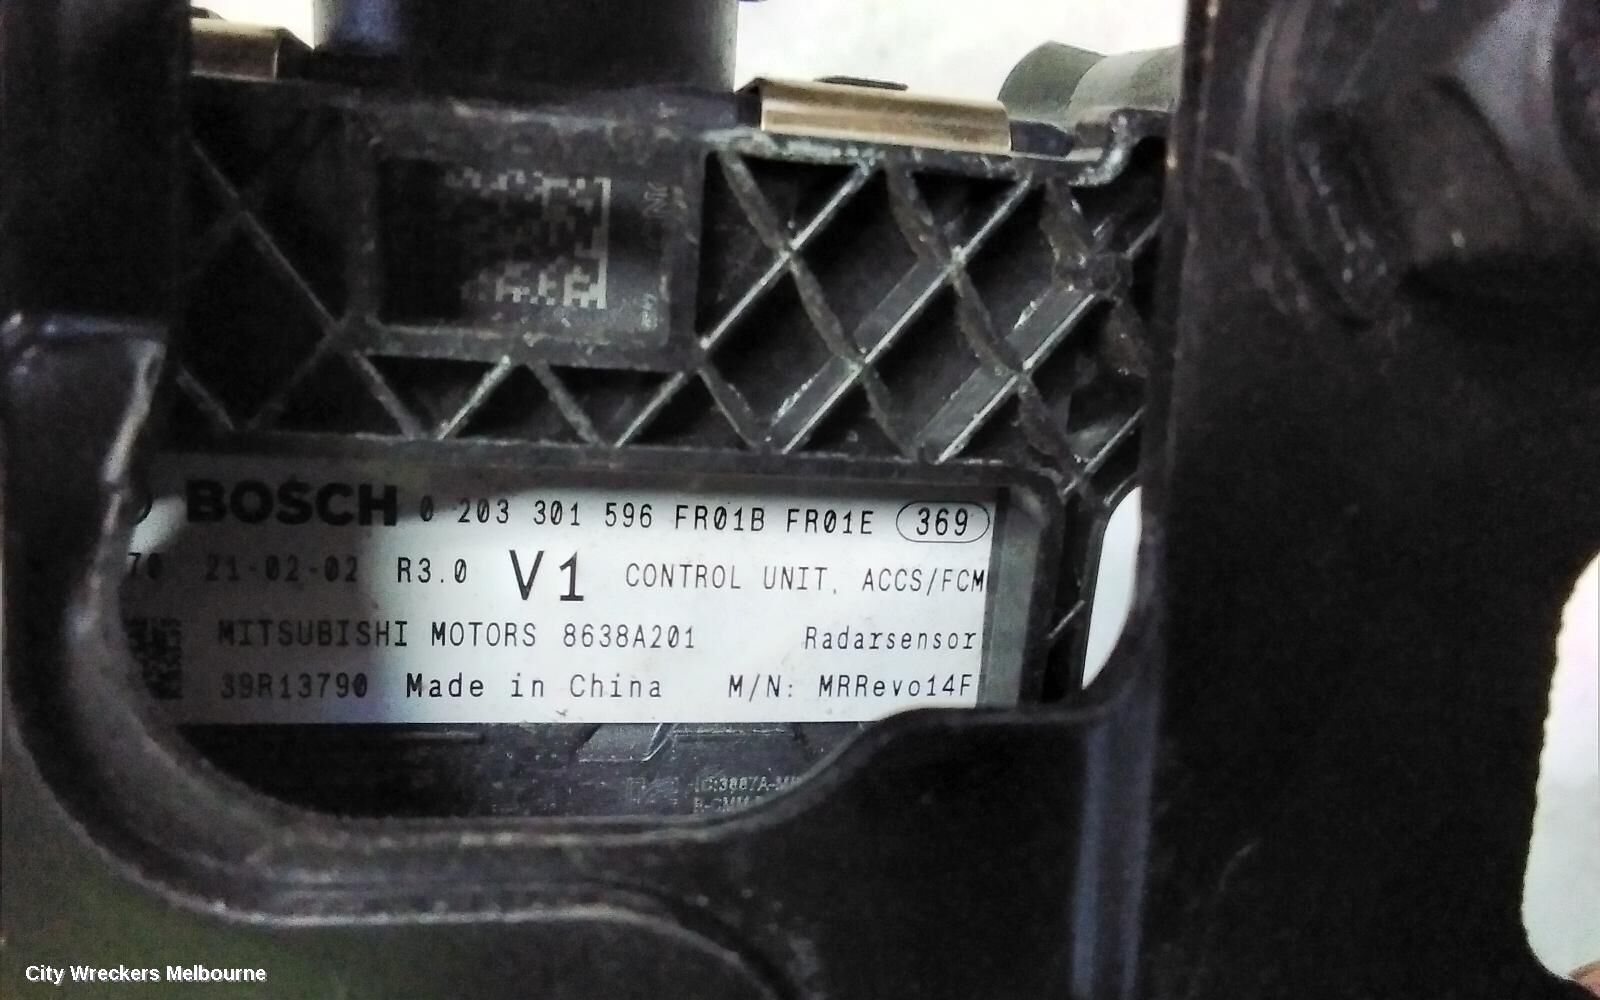 BOSCH 0 203 301 596 FR01B FR01E 369
70 21-02-02 R3.0 V1 CONTROL UNIT, ACCS/FCM
MITSUBISHI MOTORS 8638A201 Radarsensor
39R13790 Made in China M/N: MRRevo14F
City Wreckers Melbourne